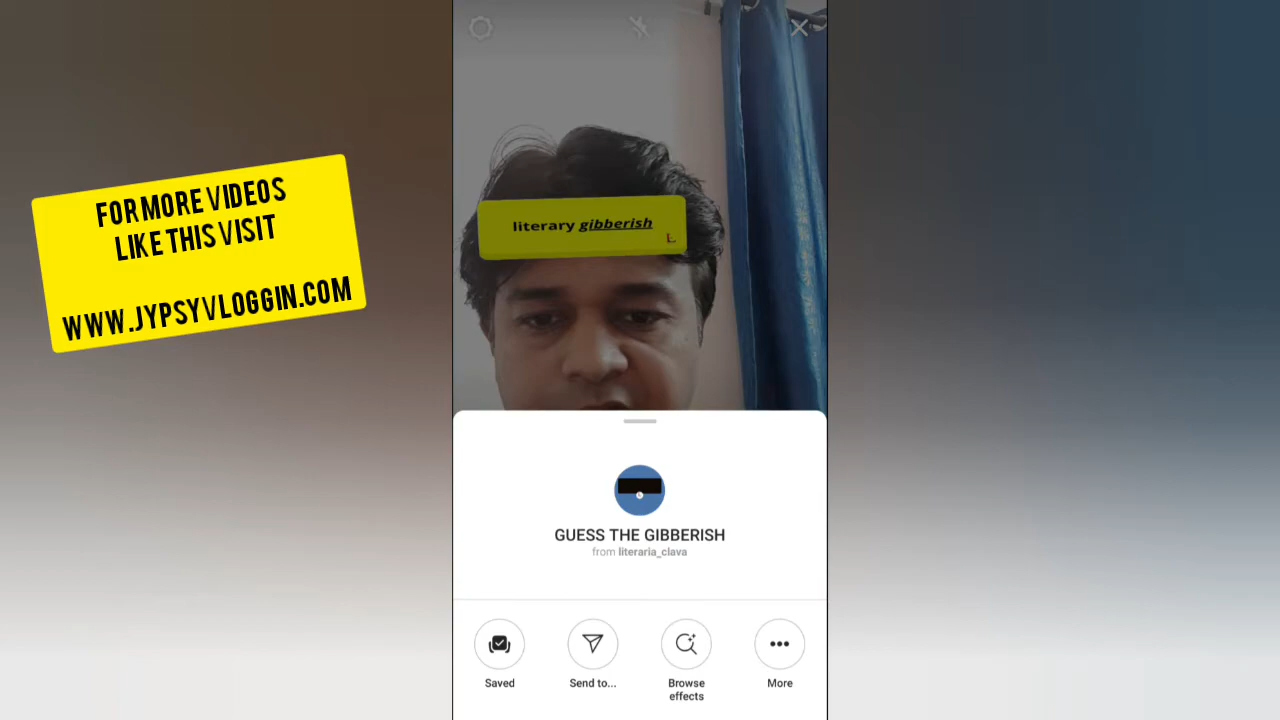 FOR MORE VIDEOS
LIKE THIS VISIT
WWW.JYPSYVLOGGIN.COM
literary gibberish
L
GUESS THE GIBBERISH
from literaria_clava
Saved
Send to...
Browse
effects
More